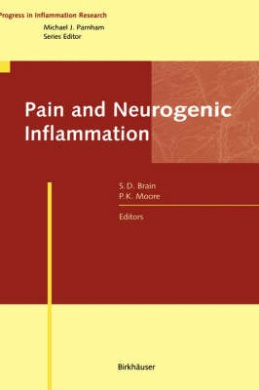 Progress in Inflammation Research
Michael J. Parnham
Series Editor
Pain and Neurogenic
Inflammation
S.D. Brain
P.K. Moore
Editors
Birkhäuser